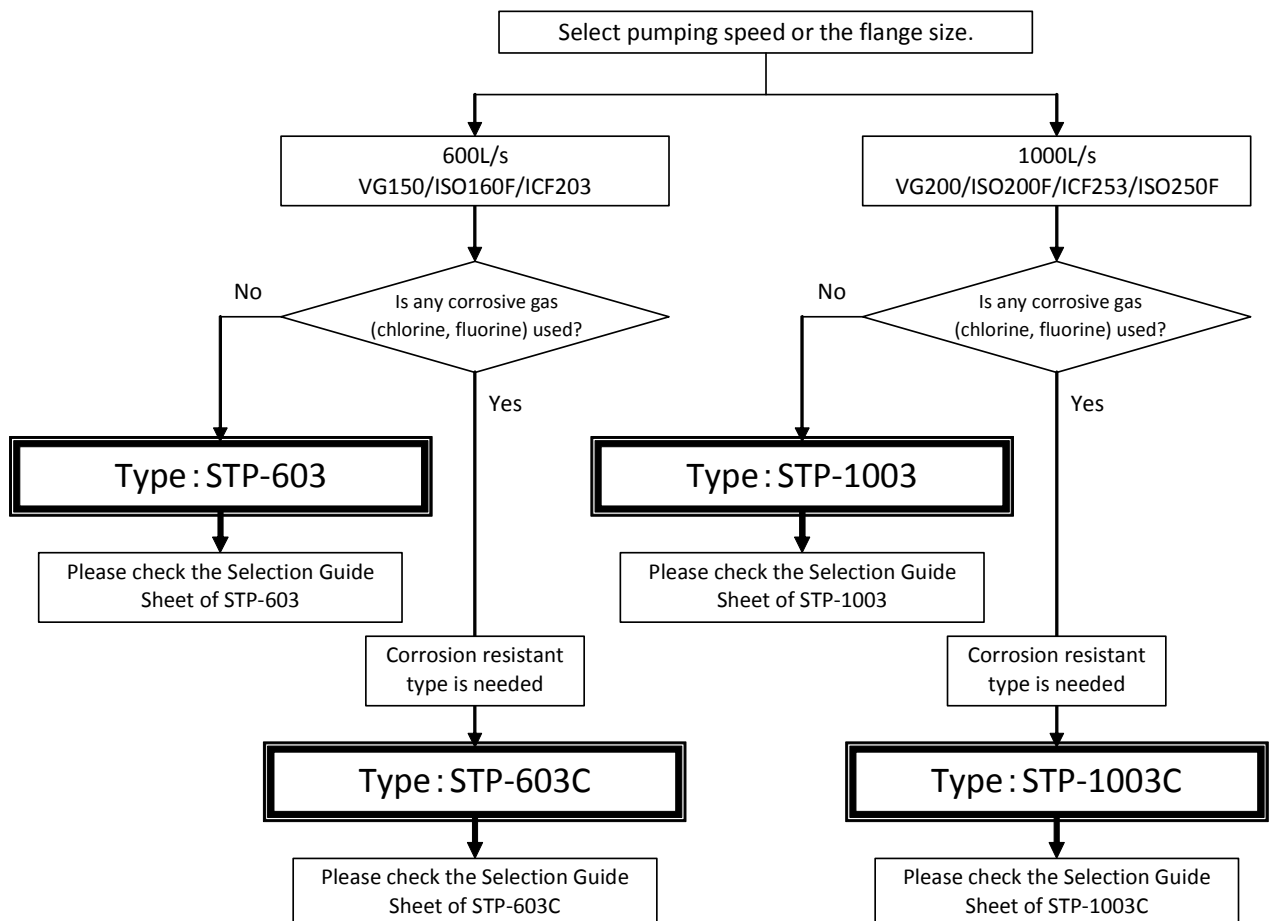 Select pumping speed or the flange size.
600L/s
VG150/ISO160F/ICF203
1000L/s
VG200/ISO200F/ICF253/ISO250F
No
Is any corrosive gas
(chlorine, fluorine) used?
Yes
No
Is any corrosive gas
(chlorine, fluorine) used?
Yes
Type : STP-603
Type : STP-1003
Please check the Selection Guide
Sheet of STP-603
Please check the Selection Guide
Sheet of STP-1003
Corrosion resistant
type is needed
Corrosion resistant
type is needed
Type : STP-603C
Type : STP-1003C
Please check the Selection Guide
Sheet of STP-603C
Please check the Selection Guide
Sheet of STP-1003C